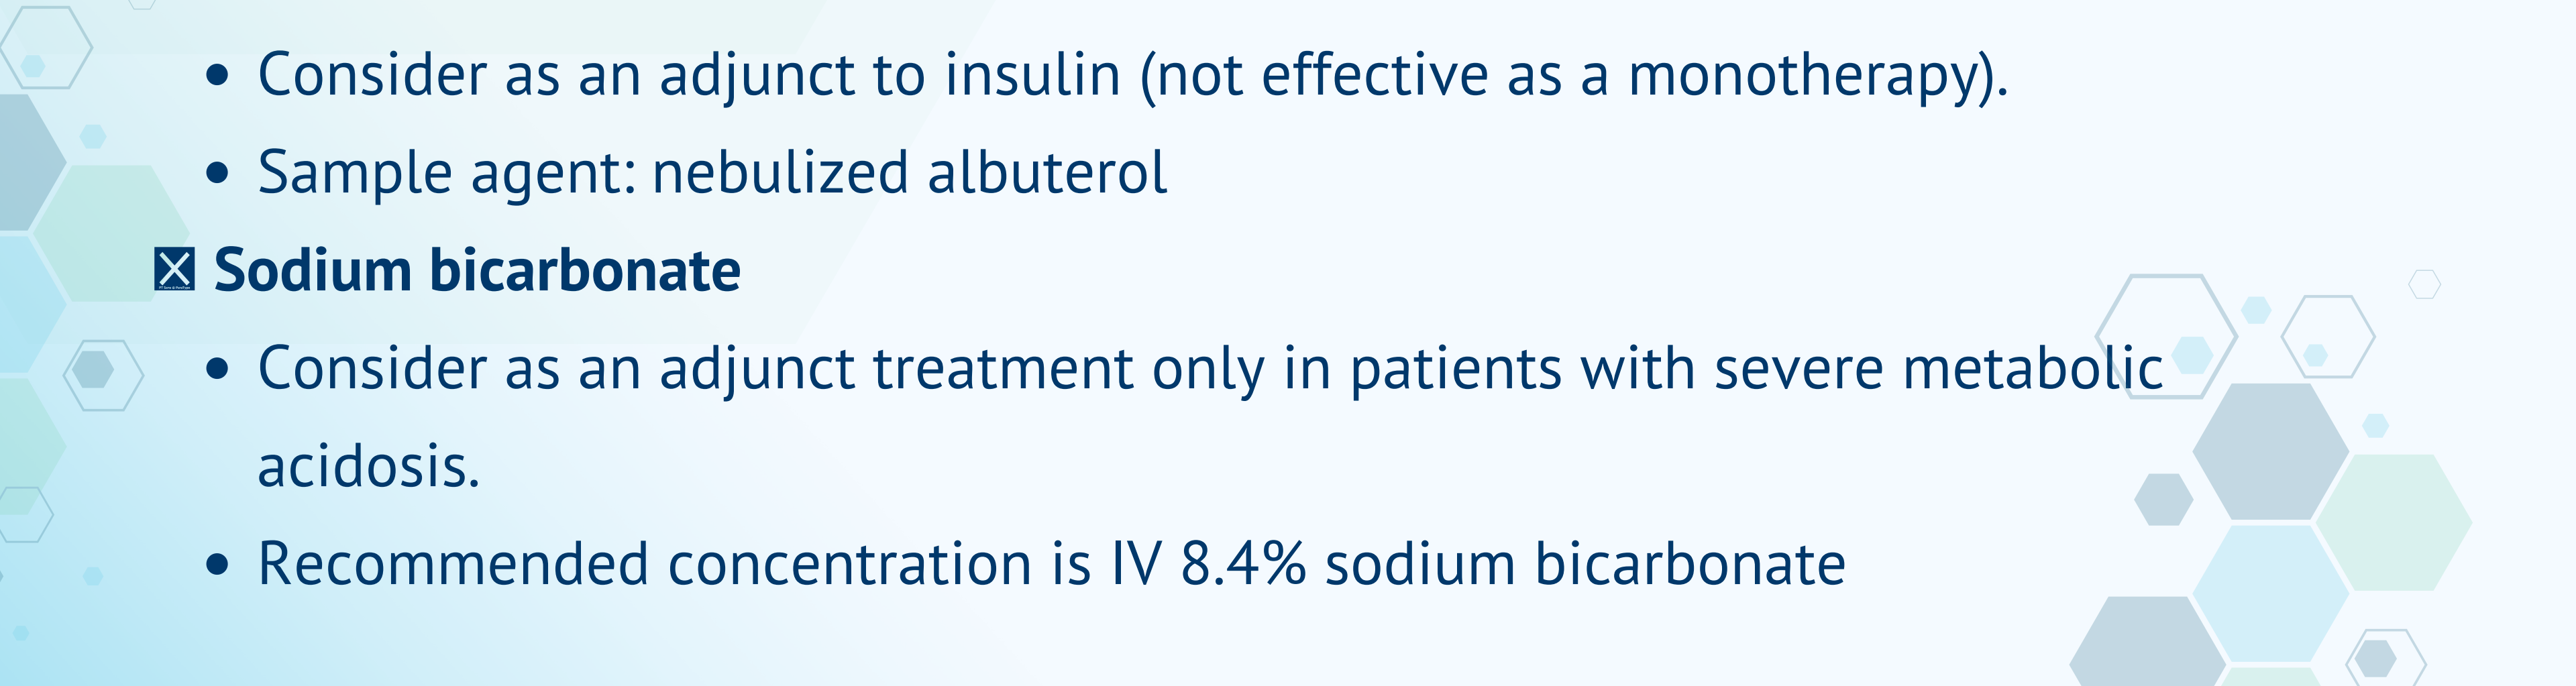 • Consider as an adjunct to insulin (not effective as a monotherapy).
• Sample agent: nebulized albuterol
Sodium bicarbonate
• Consider as an adjunct treatment only in patients with severe metabolic
acidosis.
• Recommended concentration is IV 8.4% sodium bicarbonate